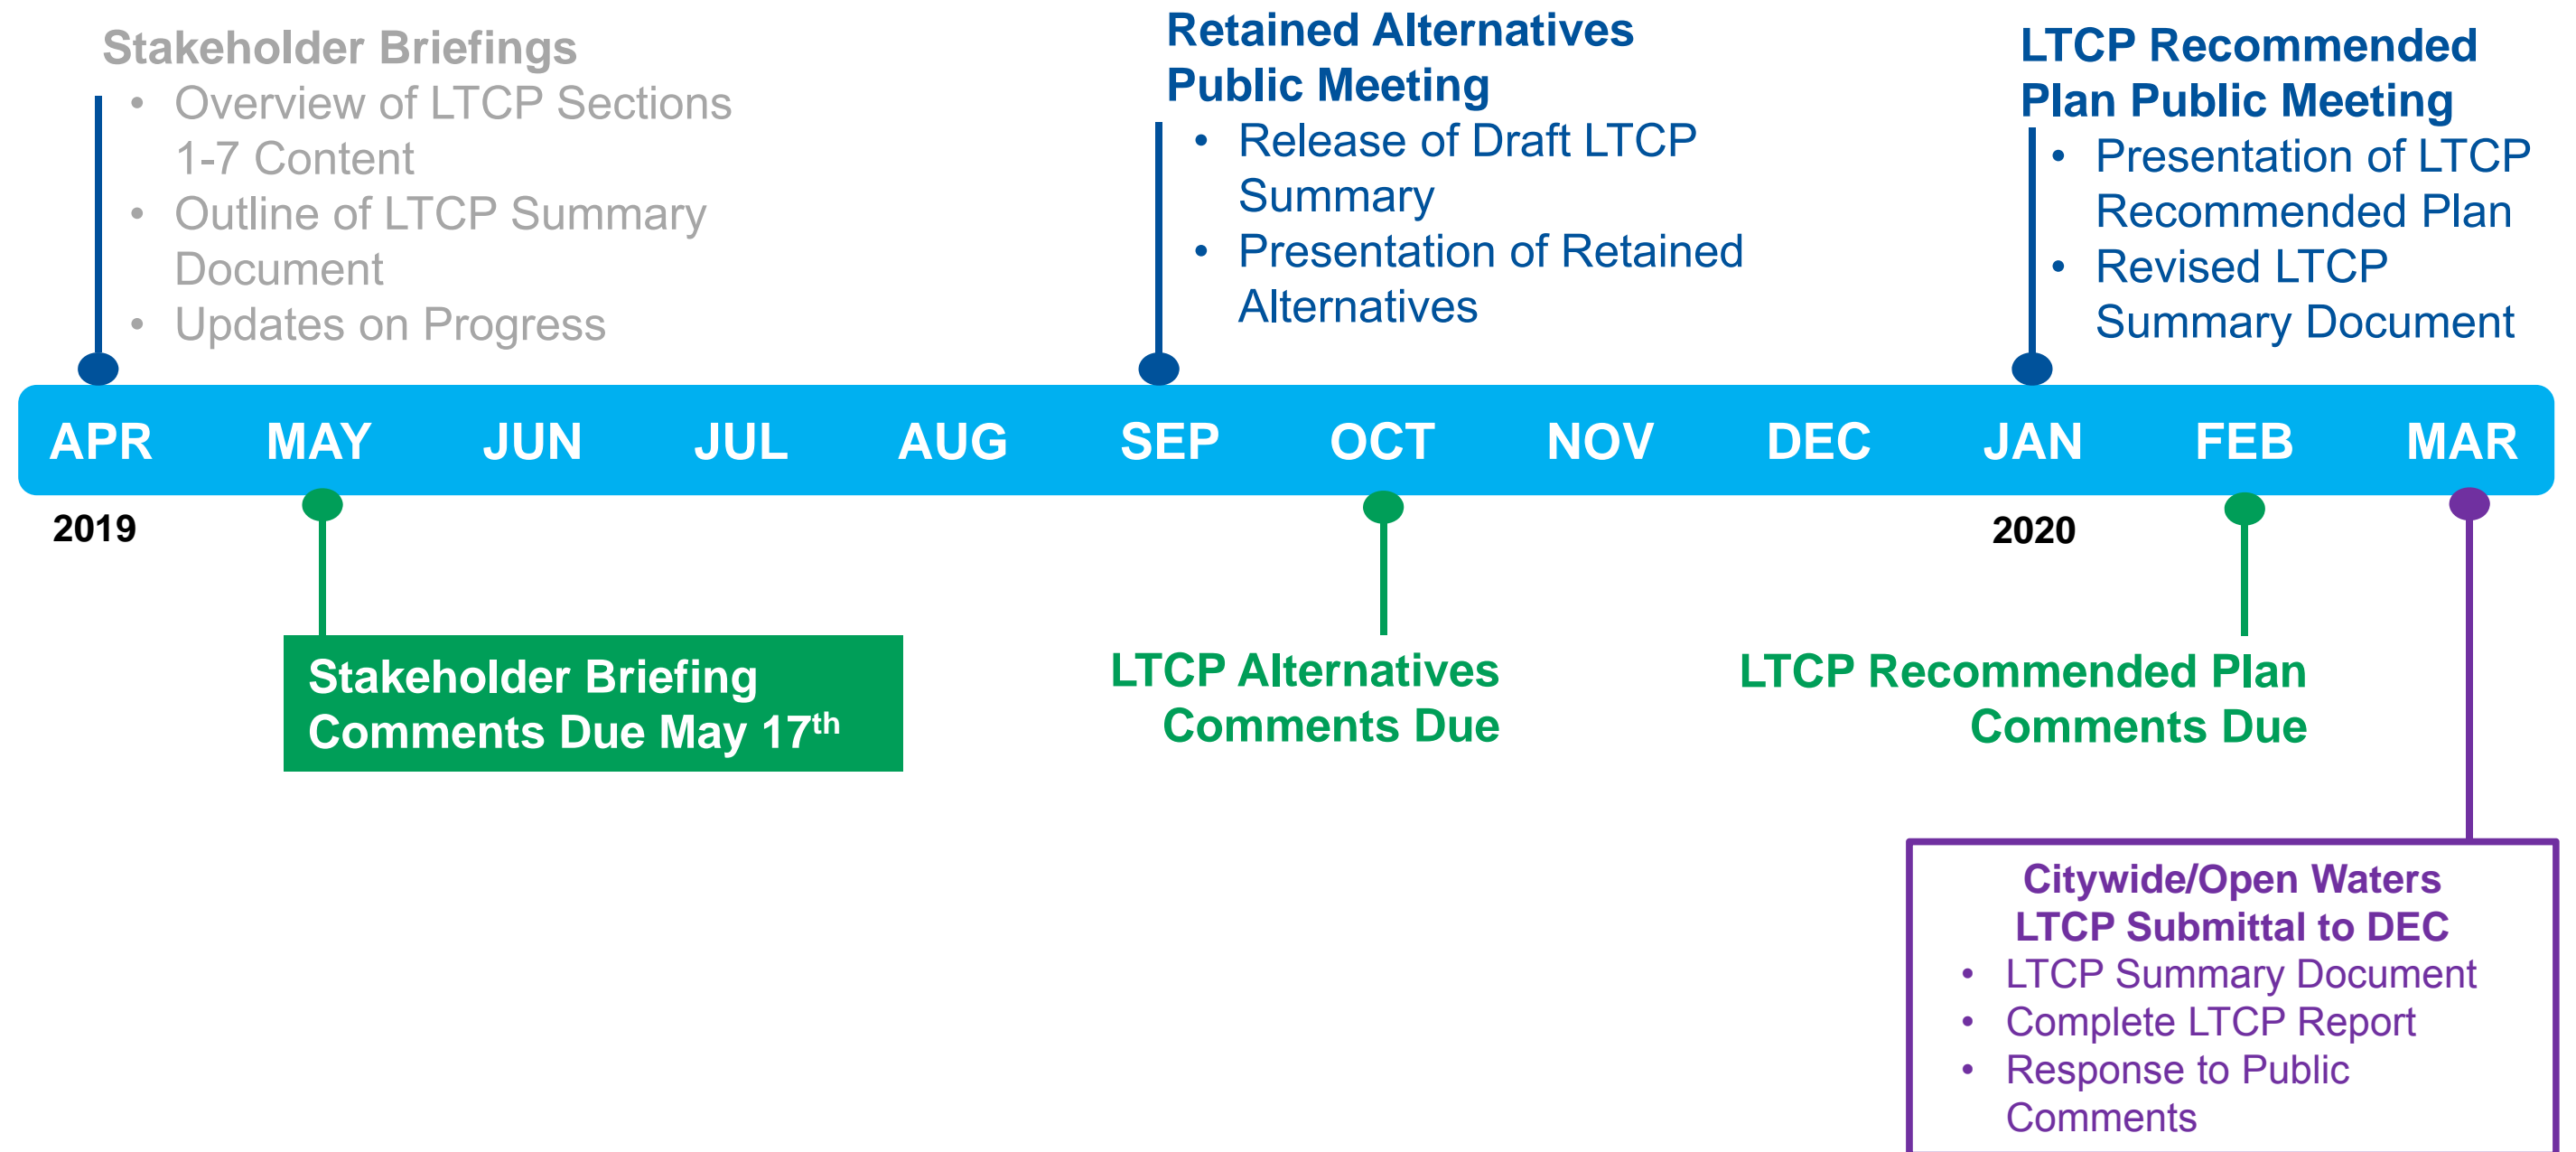 Stakeholder Briefings
• Overview of LTCP Sections
1-7 Content
• Outline of LTCP Summary
Document
• Updates on Progress
Retained Alternatives
Public Meeting
• Release of Draft LTCP
Summary
• Presentation of Retained
Alternatives
LTCP Recommended
Plan Public Meeting
• Presentation of LTCP
Recommended Plan
• Revised LTCP
Summary Document
APR MAY JUN JUL AUG SEP OCT NOV DEC JAN FEB MAR
2019 2020
Stakeholder Briefing
Comments Due May 17th
LTCP Alternatives
Comments Due
LTCP Recommended Plan
Comments Due
Citywide/Open Waters
LTCP Submittal to DEC
• LTCP Summary Document
• Complete LTCP Report
• Response to Public
Comments